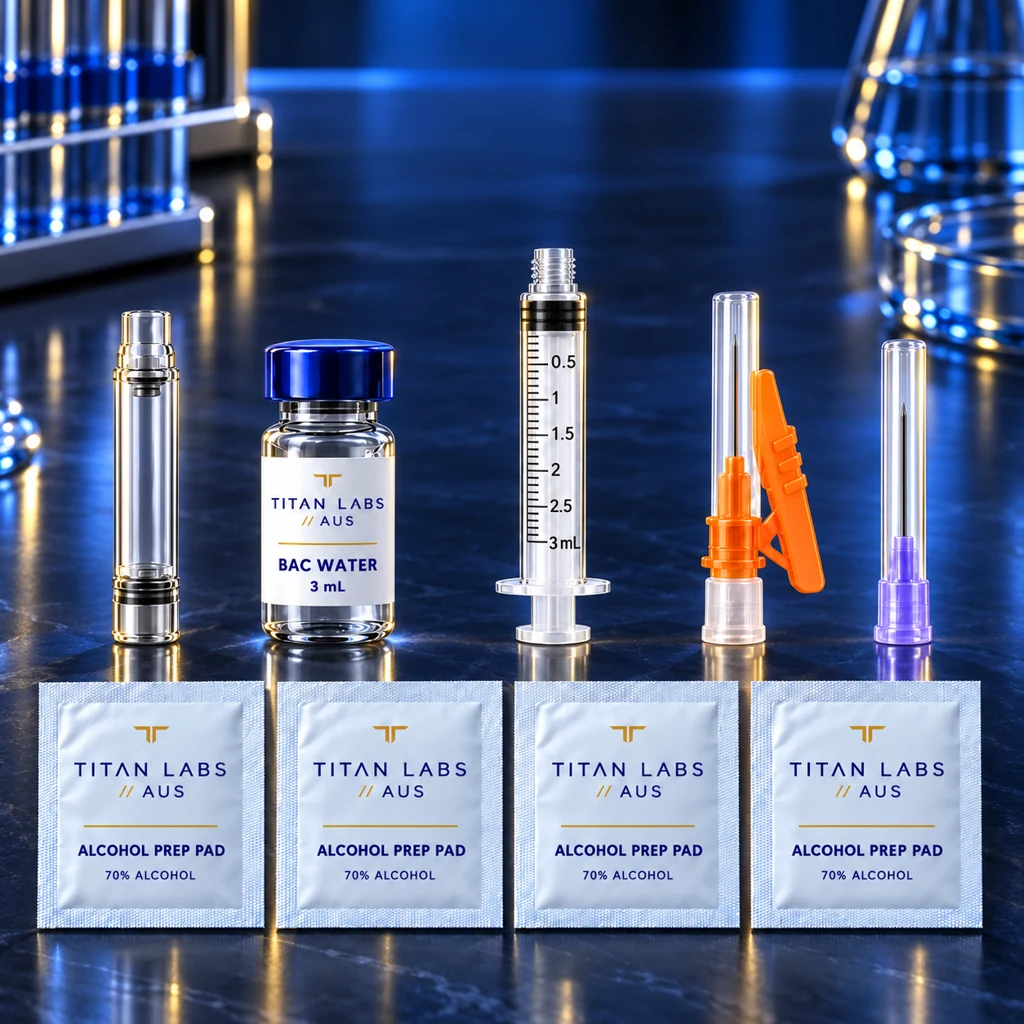 TITAN LABS
// AUS
BAC WATER
3 mL
0.5
1
1.5
2
2.5
3 mL
TITAN LABS
// AUS
ALCOHOL PREP PAD
70% ALCOHOL
TITAN LABS
// AUS
ALCOHOL PREP PAD
70% ALCOHOL
TITAN LABS
// AUS
ALCOHOL PREP PAD
70% ALCOHOL
TITAN LABS
// AUS
ALCOHOL PREP PAD
70% ALCOHOL